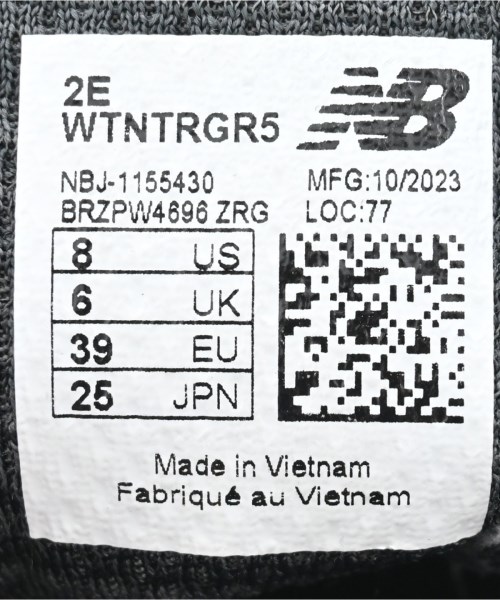 2E
WTNTRGR5
NB
NBJ-1155430 MFG:10/2023
BRZPW4696 ZRG LOC:77
8 US
6 UK
39 EU
25 JPN
Made in Vietnam
Fabriqué au Vietnam